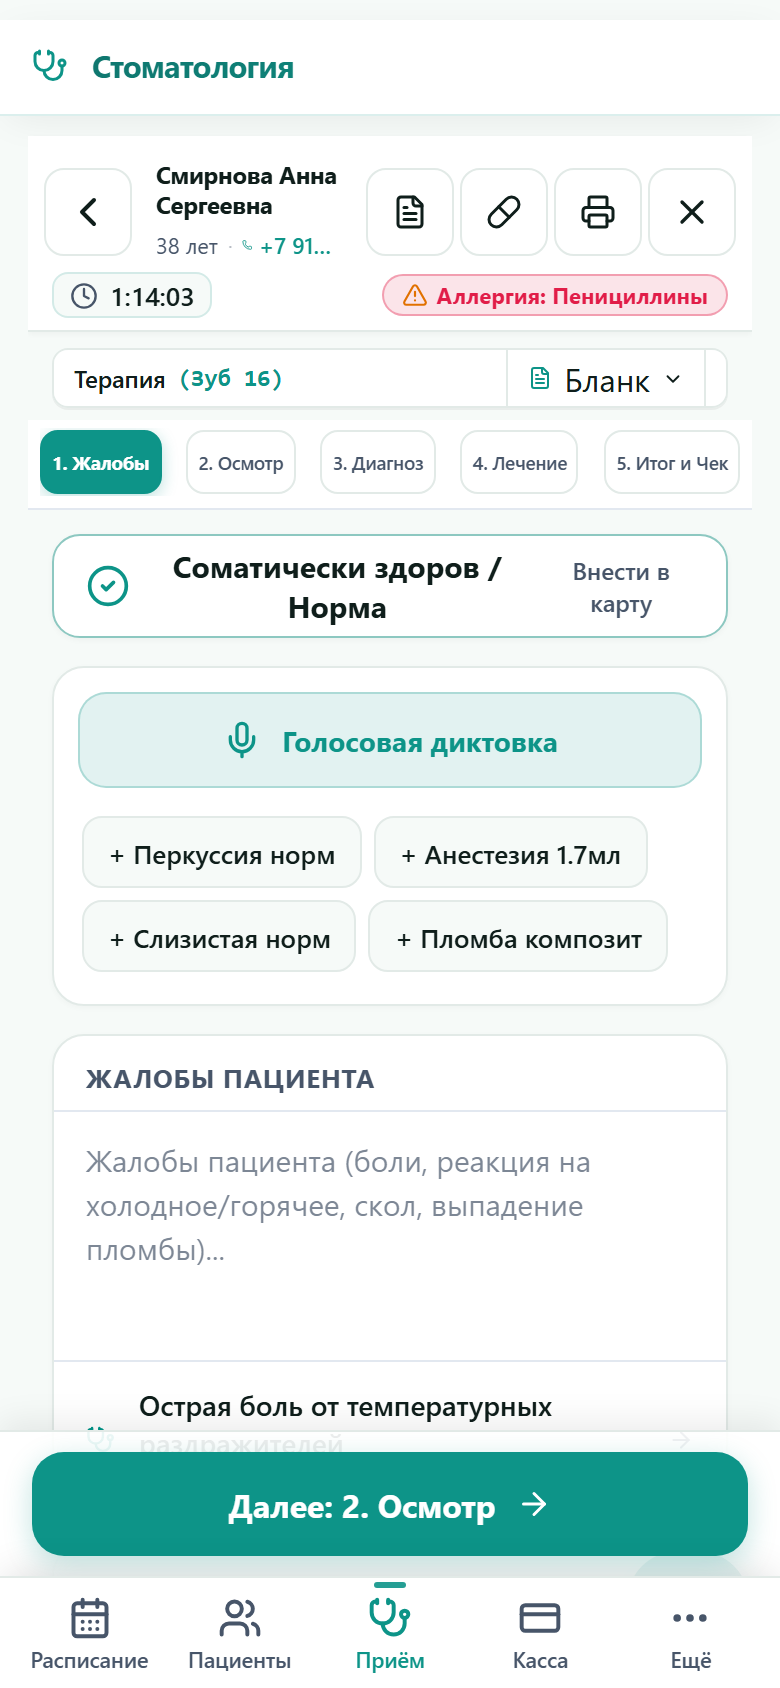 Стоматология
Смирнова Анна
Сергеевна
38 лет · +7 91...
1:14:03
Аллергия: Пенициллины
Терапия (Зуб 16)
Бланк
1. Жалобы
2. Осмотр
3. Диагноз
4. Лечение
5. Итог и Чек
Соматически здоров /
Норма
Внести в
карту
Голосовая диктовка
+ Перкуссия норм
+ Анестезия 1.7мл
+ Слизистая норм
+ Пломба композит
ЖАЛОБЫ ПАЦИЕНТА
Жалобы пациента (боли, реакция на
холодное/горячее, скол, выпадение
пломбы)...
Острая боль от температурных
раздражителей
Далее: 2. Осмотр
Расписание
Пациенты
Приём
Касса
Ещё